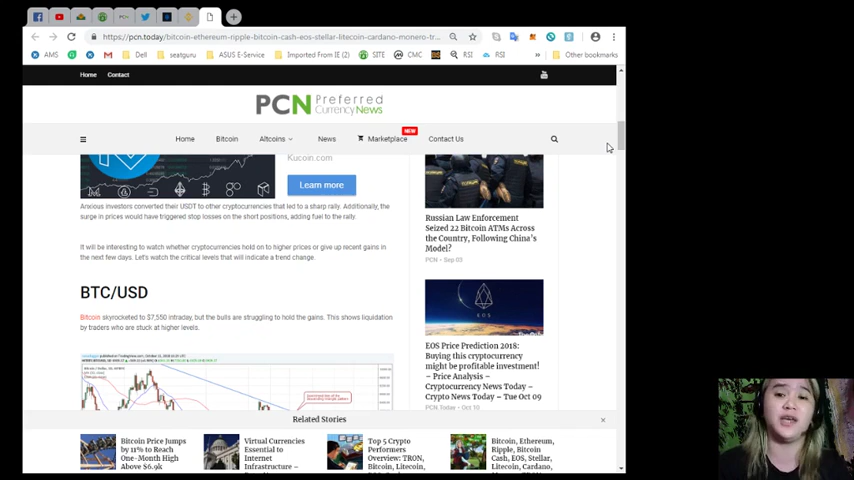 https://pcn.today/bitcoin-ethereum-ripple-bitcoin-cash-eos-stellar-litecoin-cardano-monero-tr...
AMS
Dell
seatguru
ASUS E-Service
Imported From IE (2)
SITE
CMC
RSI
RSI
»
Other bookmarks
Home
Contact
PCN Preferred
Currency News
NEW
Home
Bitcoin
Altcoins
News
Marketplace
Contact Us
Kucoin.com
Learn more
Anxious investors converted their USDT to other cryptocurrencies that led to a sharp rally. Additionally, the
surge in prices would have triggered stop losses on the short positions, adding fuel to the rally.
It will be interesting to watch whether cryptocurrencies hold on to higher prices or give up recent gains in
the next few days. Let's watch the critical levels that will indicate a trend change.
BTC/USD
Bitcoin skyrocketed to $7,550 intraday, but the bulls are struggling to hold the gains. This shows liquidation
by traders who are stuck at higher levels.
Russian Law Enforcement
Seized 22 Bitcoin ATMs Across
the Country, Following China's
Model?
PCN - Sep 03
EOS
EOS Price Prediction 2018:
Buying this cryptocurrency
might be profitable investment!
– Price Analysis –
Cryptocurrency News Today –
Crypto News Today – Tue Oct 09
PCN.Today - Oct 10
Related Stories
×
Bitcoin Price Jumps
by 11% to Reach
One-Month High
Above $6.9k
Virtual Currencies
Essential to
Internet
Infrastructure –
Top 5 Crypto
Performers
Overview: TRON,
Bitcoin, Litecoin,
Bitcoin, Ethereum,
Ripple, Bitcoin
Cash, EOS, Stellar,
Litecoin, Cardano,